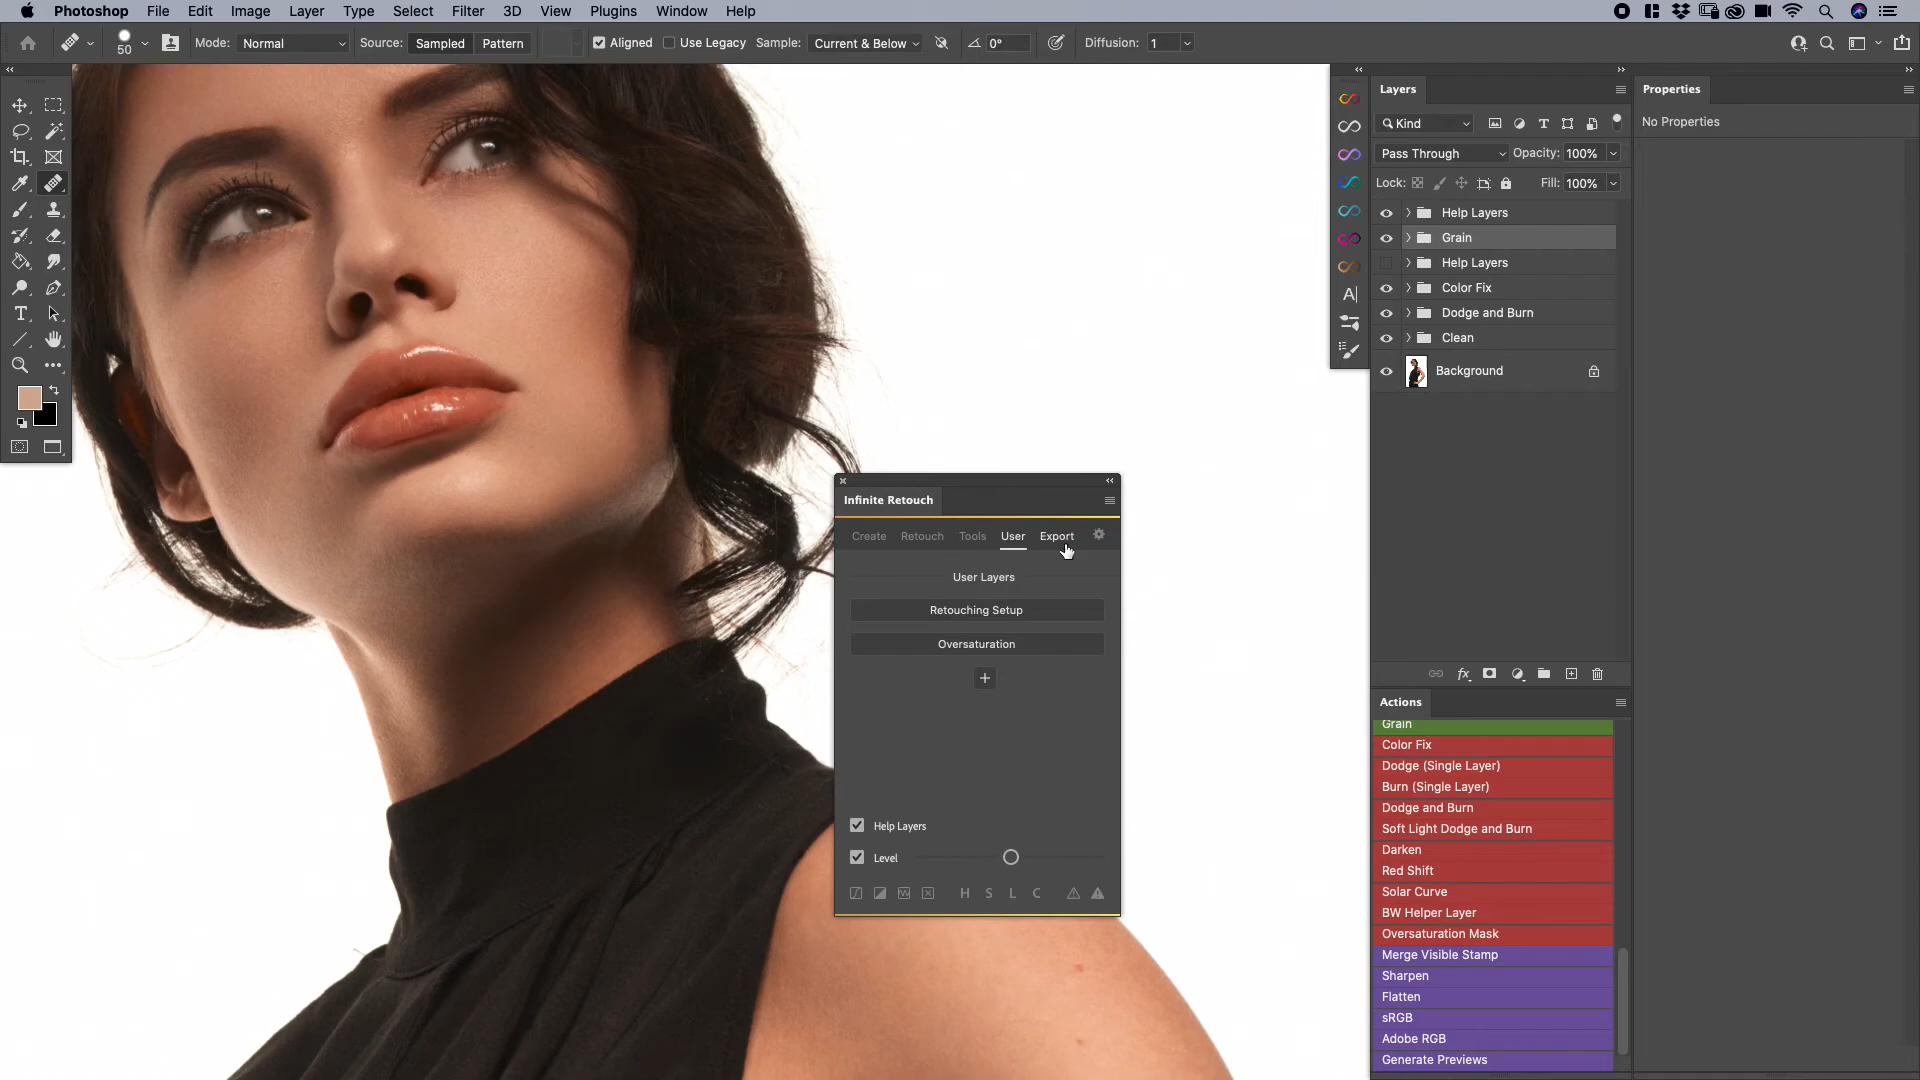 Photoshop File Edit Image Layer Type Select Filter 3D View Plugins Window Help
50 Mode: Normal Source: Sampled Pattern Aligned Use Legacy Sample: Current & Below 0° Diffusion: 1
Layers
Properties
Kind
No Properties
Pass Through Opacity: 100%
Lock: Fill: 100%
Help Layers
Grain
Help Layers
Color Fix
Dodge and Burn
Clean
Background
Infinite Retouch
Create Retouch Tools User Export
User Layers
Retouching Setup
Oversaturation
Help Layers
Level
H S L C
Actions
Grain
Color Fix
Dodge (Single Layer)
Burn (Single Layer)
Dodge and Burn
Soft Light Dodge and Burn
Darken
Red Shift
Solar Curve
BW Helper Layer
Oversaturation Mask
Merge Visible Stamp
Sharpen
Flatten
sRGB
Adobe RGB
Generate Previews